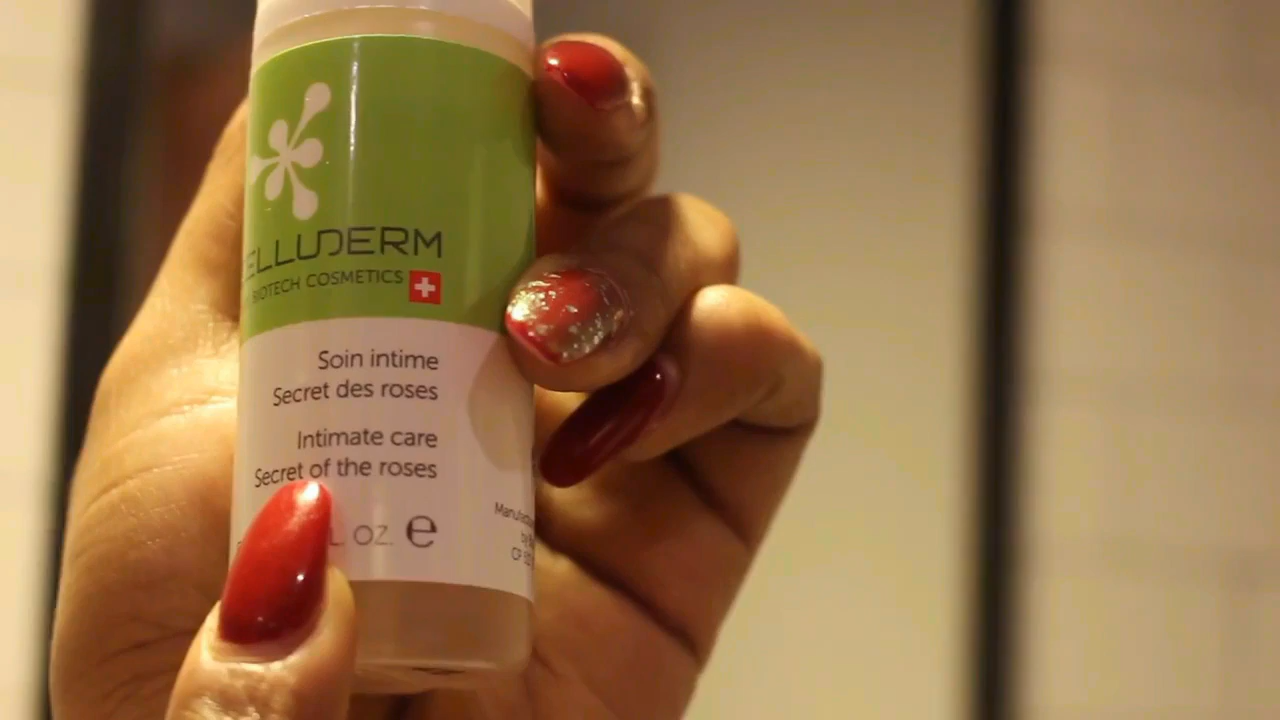 ELLUDERM
BIOTECH COSMETICS
Soin intime
Secret des roses
Intimate care
Secret of the roses
OZ. e